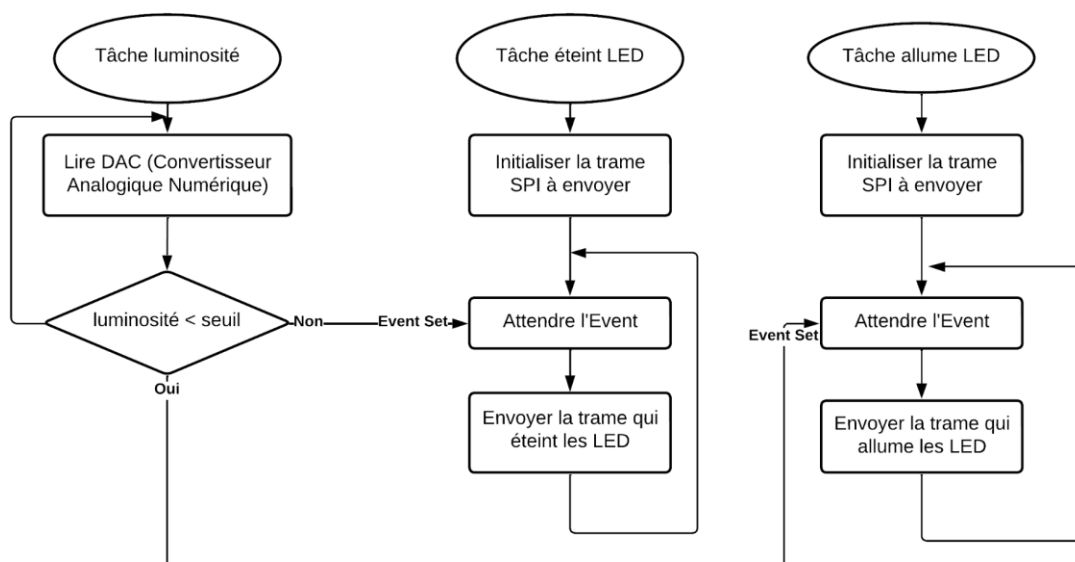 Tâche luminosité
Tâche éteint LED
Tâche allume LED
Lire DAC (Convertisseur
Analogique Numérique)
Initialiser la trame
SPI à envoyer
Initialiser la trame
SPI à envoyer
luminosité < seuil
Non
Event Set
Attendre l'Event
Event Set
Attendre l'Event
Oui
Envoyer la trame qui
éteint les LED
Envoyer la trame qui
allume les LED